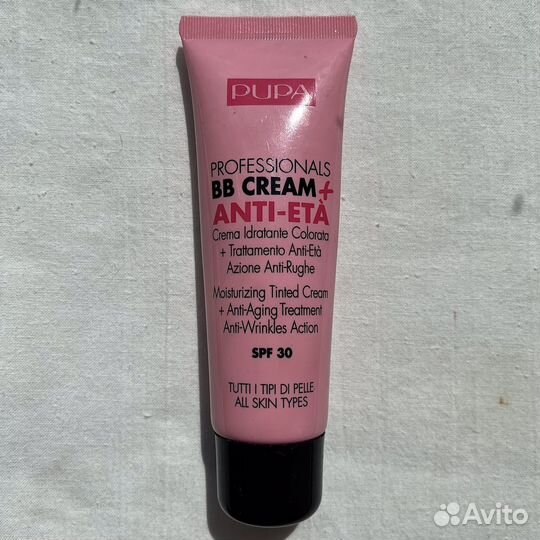 PUPA
PROFESSIONALS
BB CREAM+
ANTI-ETÀ
Crema Idratante Colorata
+ Trattamento Anti-Età
Azione Anti-Rughe
Moisturizing Tinted Cream
+ Anti-Aging Treatment
Anti-Wrinkles Action
SPF 30
TUTTI I TIPI DI PELLE
ALL SKIN TYPES
Avito